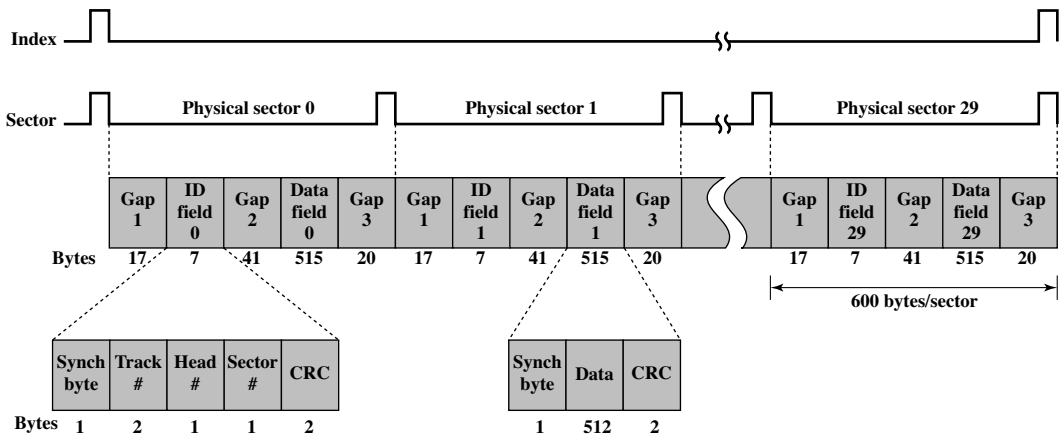 Index
Sector
Physical sector 0
Physical sector 1
Physical sector 29
Gap 1
ID field 0
Gap 2
Data field 0
Gap 3
Gap 1
ID field 1
Gap 2
Data field 1
Gap 3
Gap 1
ID field 29
Gap 2
Data field 29
Gap 3
Bytes 17 7 41 515 20 17 7 41 515 20 17 7 41 515 20
600 bytes/sector
Synch byte
Track #
Head #
Sector #
CRC
Synch byte
Data
CRC
Bytes 1 2 1 1 2 1 512 2